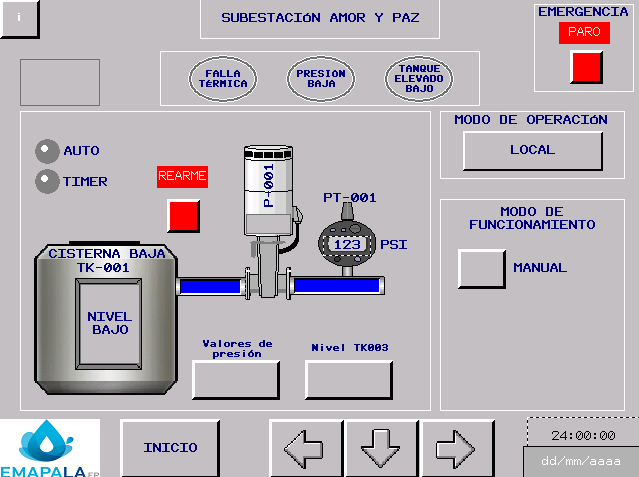 i
SUBESTACIÓN AMOR Y PAZ
EMERGENCIA
PARO
FALLA
TÉRMICA
PRESION
BAJA
TANQUE
ELEVADO
BAJO
MODO DE OPERACIÓN
LOCAL
AUTO
TIMER
REARME
P-001
PT-001
123 PSI
MODO DE
FUNCIONAMIENTO
MANUAL
CISTERNA BAJA
TK-001
NIVEL
BAJO
Valores de
presión
Nivel TK003
EMAPALA EP
INICIO
24:00:00
dd/mm/aaaa